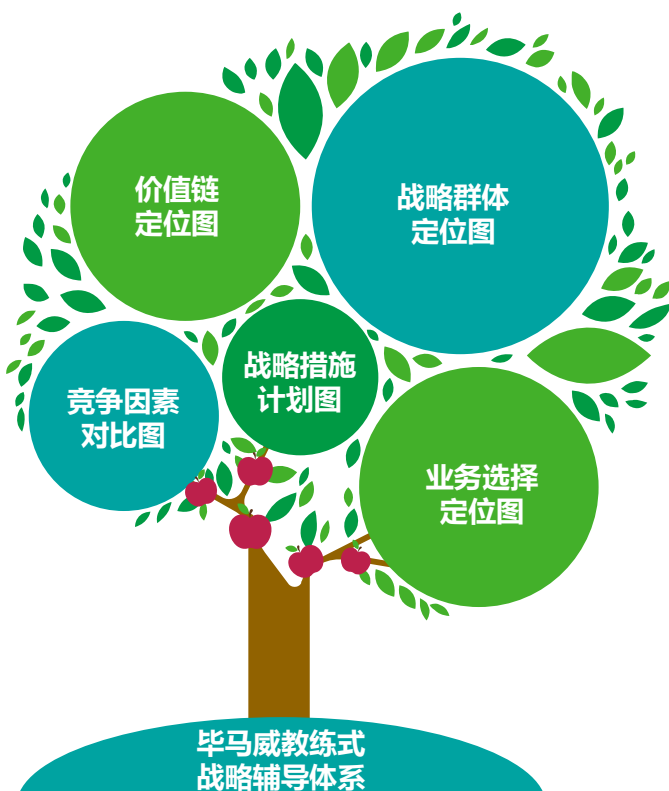 价值链
定位图
战略群体
定位图
战略措施
计划图
竞争因素
对比图
业务选择
定位图
毕马威教练式
战略辅导体系